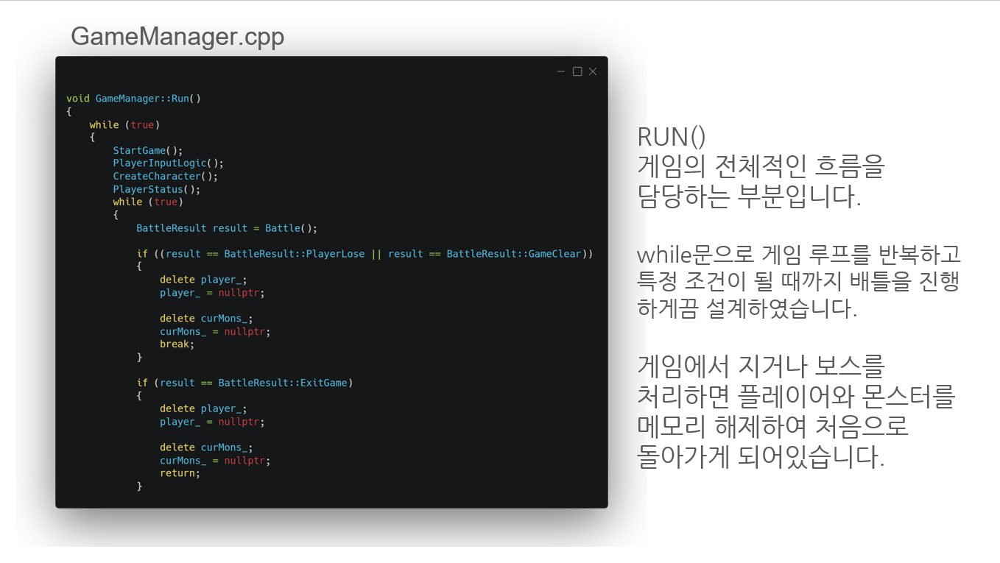 GameManager.cpp
void GameManager::Run()
{
    while (true)
    {
        StartGame();
        PlayerInputLogic();
        CreateCharacter();
        PlayerStatus();
        while (true)
        {
            BattleResult result = Battle();

            if ((result == BattleResult::PlayerLose || result == BattleResult::GameClear))
            {
                delete player_;
                player_ = nullptr;

                delete curMons_;
                curMons_ = nullptr;
                break;
            }

            if (result == BattleResult::ExitGame)
            {
                delete player_;
                player_ = nullptr;

                delete curMons_;
                curMons_ = nullptr;
                return;
            }
RUN()
게임의 전체적인 흐름을
담당하는 부분입니다.
while문으로 게임 루프를 반복하고
특정 조건이 될 때까지 배틀을 진행
하게끔 설계하였습니다.
게임에서 지거나 보스를
처리하면 플레이어와 몬스터를
메모리 해제하여 처음으로
돌아가게 되어있습니다.